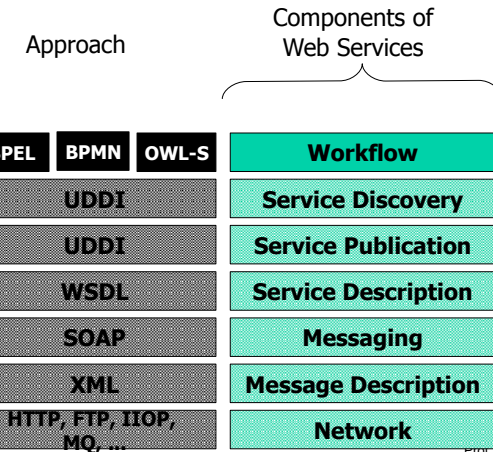 Components of
Approach Web Services
PEL BPMN OWL-S Workflow
UDDI Service Discovery
UDDI Service Publication
WSDL Service Description
SOAP Messaging
XML Message Description
HTTP, FTP, IIOP, Network
MQ, ...